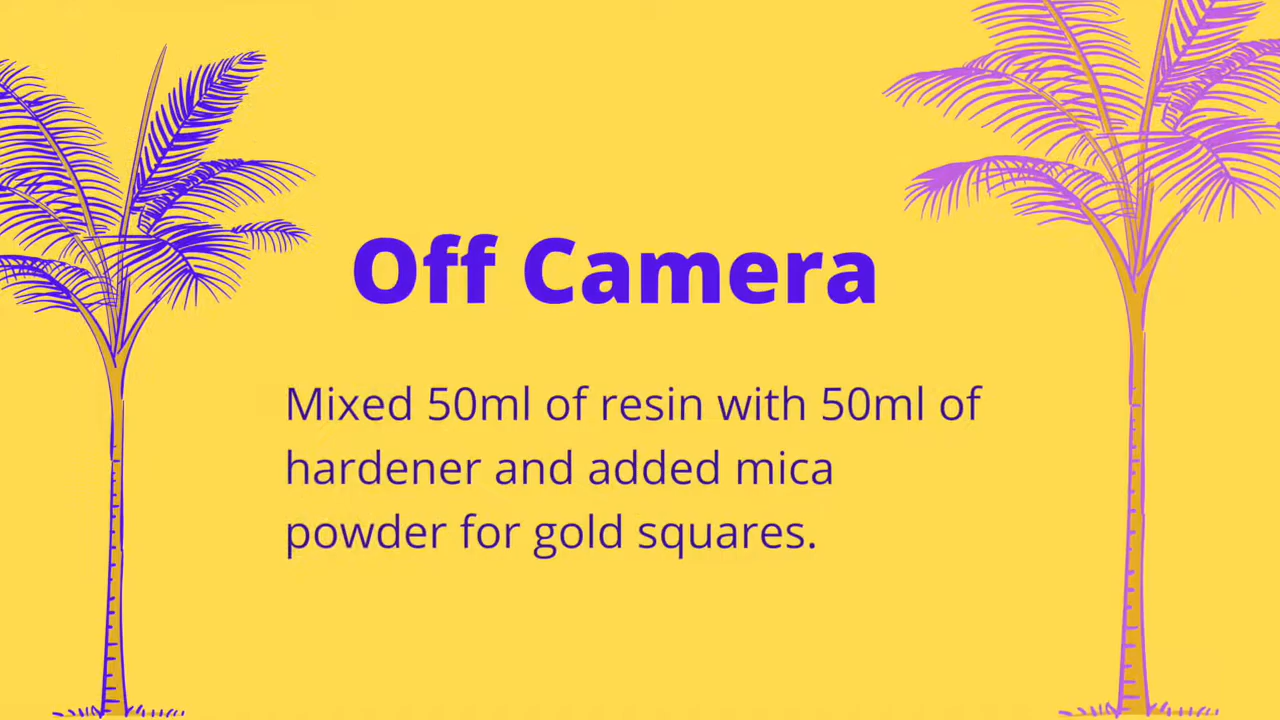 Off Camera
Mixed 50ml of resin with 50ml of
hardener and added mica
powder for gold squares.